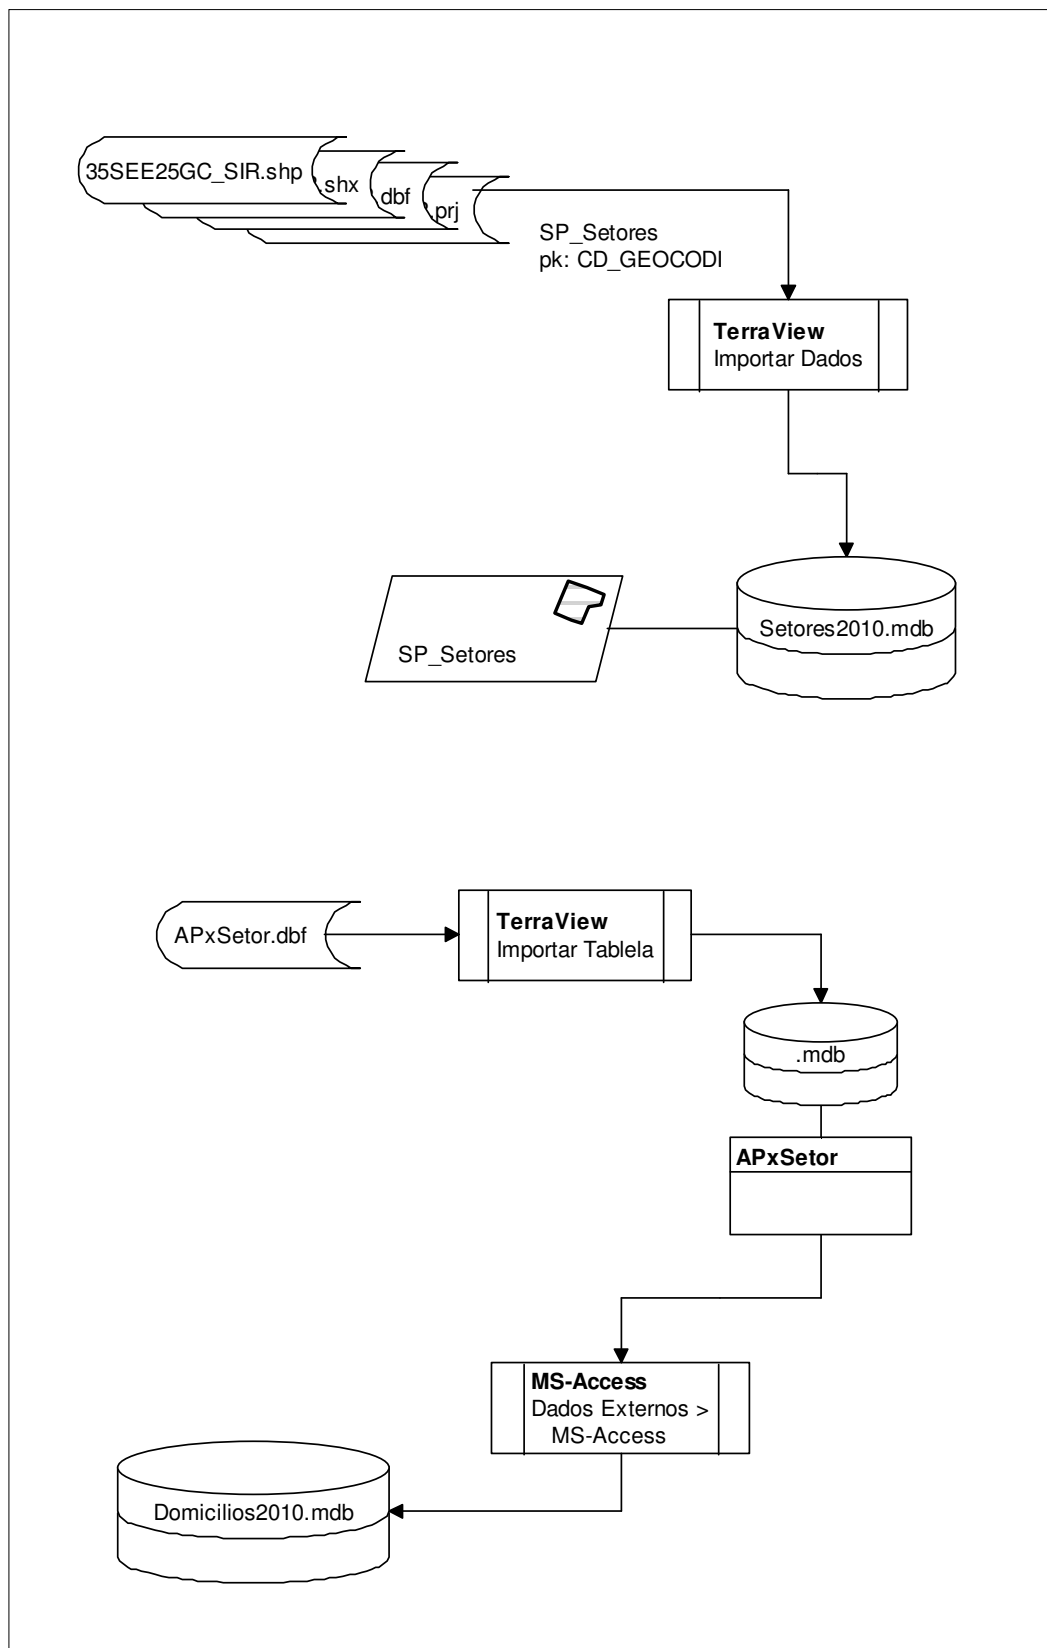 35SEE25GC_SIR.shp
.shx
dbf
.prj
SP_Setores
pk: CD_GEOCODI
TerraView
Importar Dados
Setores2010.mdb
SP_Setores
APxSetor.dbf
TerraView
Importar Tablela
.mdb
APxSetor
MS-Access
Dados Externos >
MS-Access
Domicilios2010.mdb